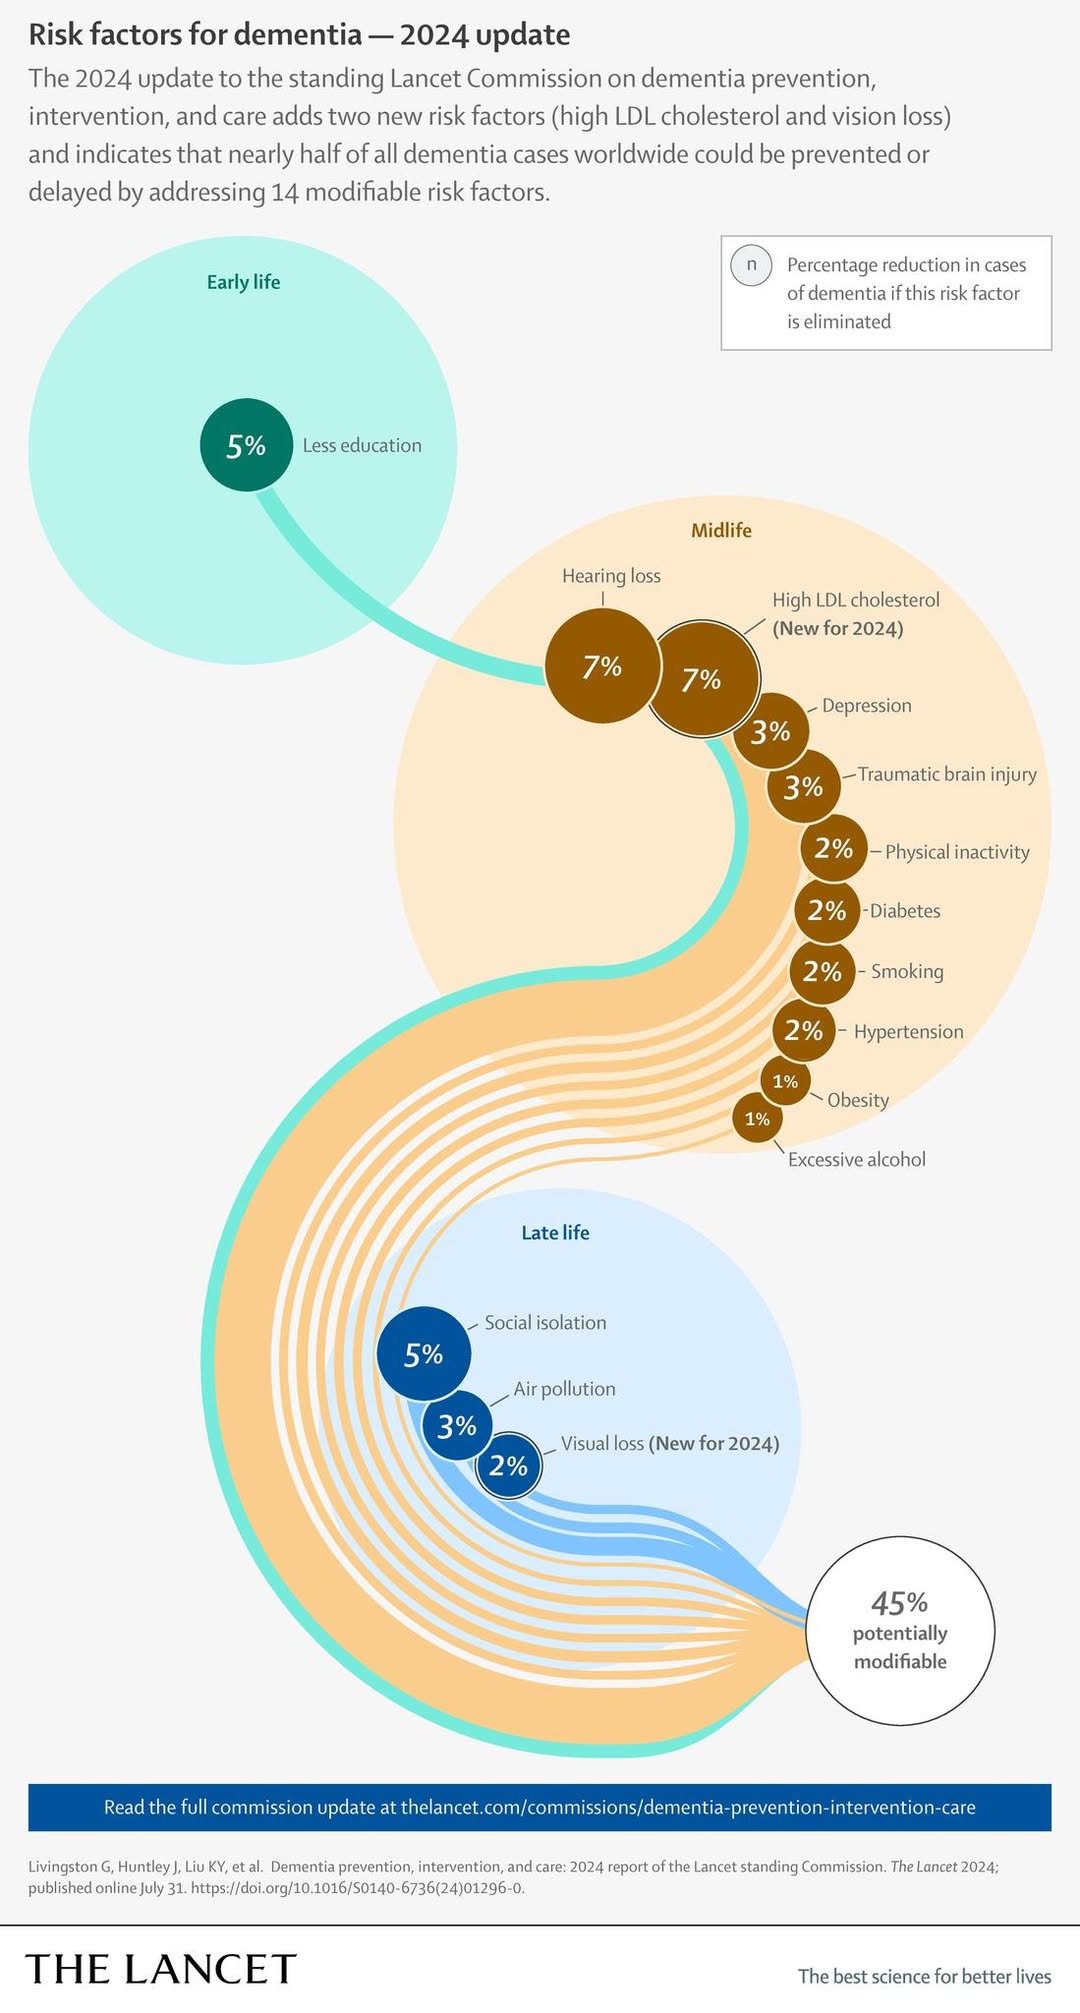 Risk factors for dementia — 2024 update
The 2024 update to the standing Lancet Commission on dementia prevention,
intervention, and care adds two new risk factors (high LDL cholesterol and vision loss)
and indicates that nearly half of all dementia cases worldwide could be prevented or
delayed by addressing 14 modifiable risk factors.
n
Percentage reduction in cases
of dementia if this risk factor
is eliminated
Early life
5%
Less education
Midlife
Hearing loss
7%
High LDL cholesterol
(New for 2024)
7%
Depression
3%
Traumatic brain injury
3%
Physical inactivity
2%
Diabetes
2%
Smoking
2%
Hypertension
2%
Obesity
1%
Excessive alcohol
1%
Late life
Social isolation
5%
Air pollution
3%
Visual loss (New for 2024)
2%
45%
potentially
modifiable
Read the full commission update at thelancet.com/commissions/dementia-prevention-intervention-care
Livingston G, Huntley J, Liu KY, et al. Dementia prevention, intervention, and care: 2024 report of the Lancet standing Commission. The Lancet 2024;
published online July 31. https://doi.org/10.1016/S0140-6736(24)01296-0.
THE LANCET
The best science for better lives